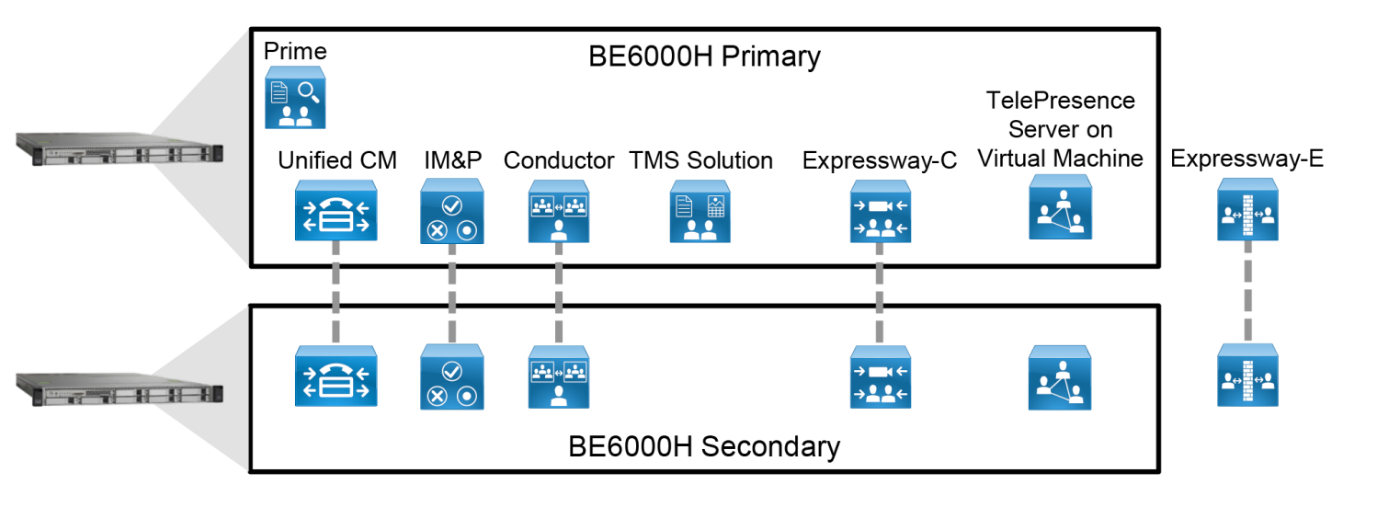 Prime
BE6000H Primary
TelePresence
Server on
Virtual Machine
Unified CM
IM&P
Conductor
TMS Solution
Expressway-C
Expressway-E
BE6000H Secondary